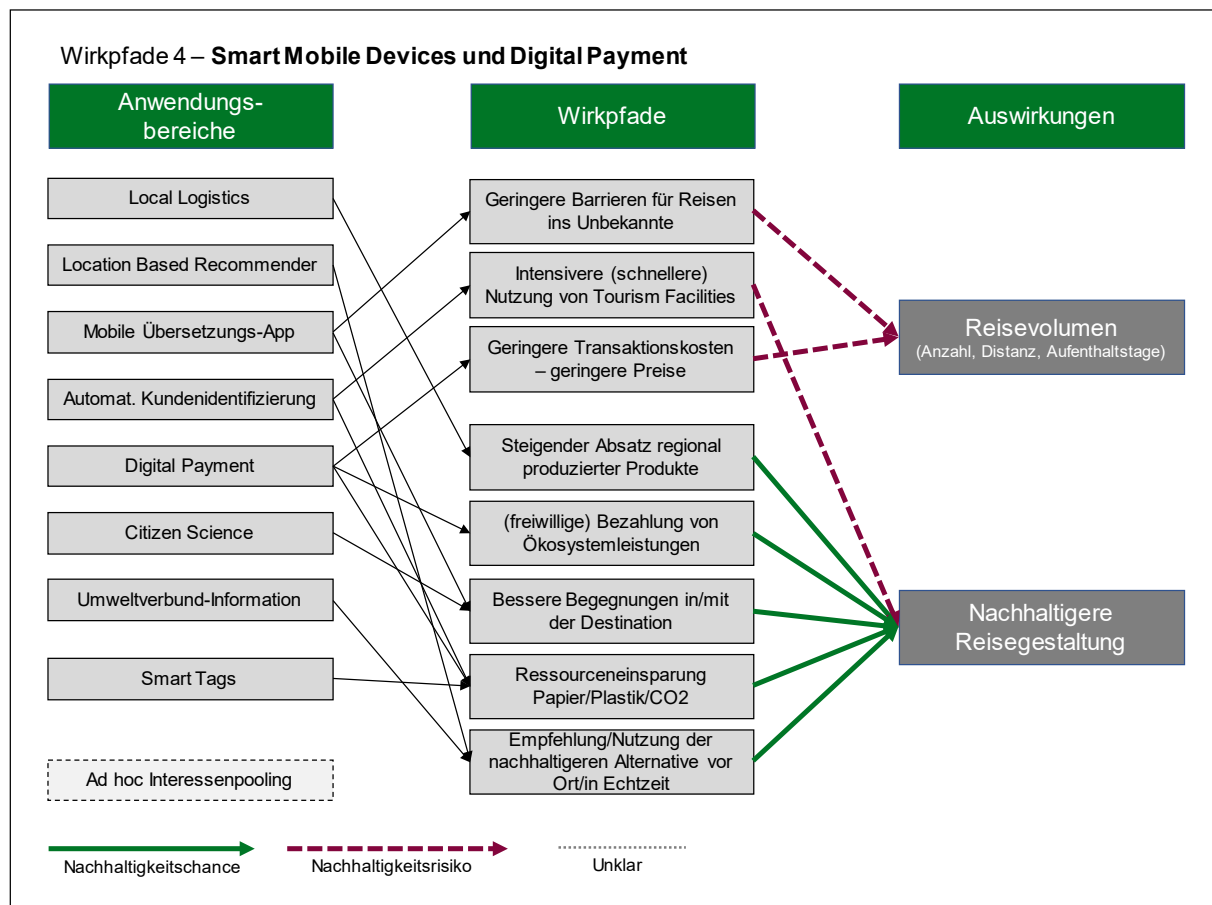 Wirkpfade 4 – Smart Mobile Devices und Digital Payment
Anwendungs-
bereiche
Wirkpfade
Auswirkungen
Local Logistics
Location Based Recommender
Mobile Übersetzungs-App
Automat. Kundenidentifizierung
Digital Payment
Citizen Science
Umweltverbund-Information
Smart Tags
Ad hoc Interessenpooling
Geringere Barrieren für Reisen
ins Unbekannte
Intensivere (schnellere)
Nutzung von Tourism Facilities
Geringere Transaktionskosten
– geringere Preise
Steigender Absatz regional
produzierter Produkte
(freiwillige) Bezahlung von
Ökosystemleistungen
Bessere Begegnungen in/mit
der Destination
Ressourceneinsparung
Papier/Plastik/CO2
Empfehlung/Nutzung der
nachhaltigeren Alternative vor
Ort/in Echtzeit
Reisevolumen
(Anzahl, Distanz, Aufenthaltstage)
Nachhaltigere
Reisegestaltung
Nachhaltigkeitschance
Nachhaltigkeitsrisiko
Unklar